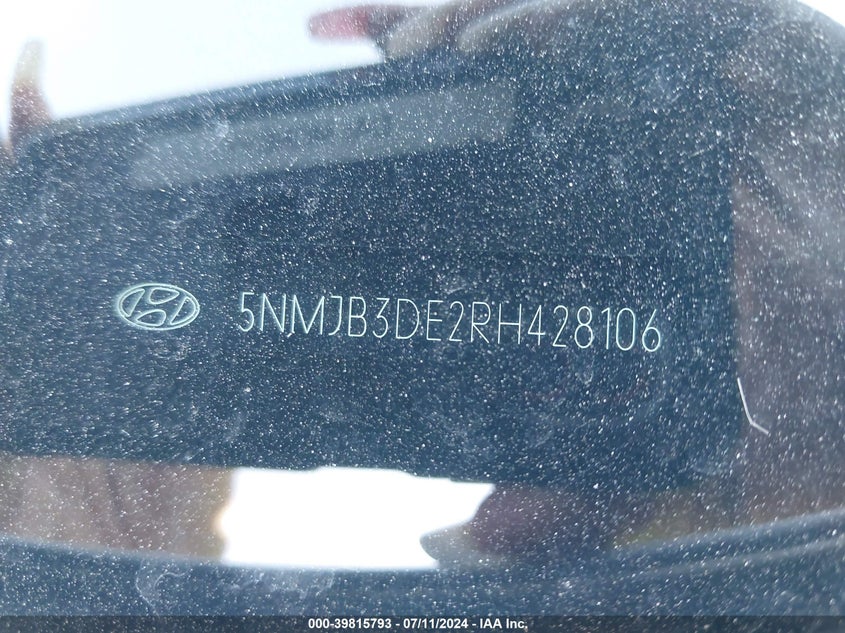 5NMJB3DE2RH428106
000-39815793 - 07/11/2024 - IAA Inc.